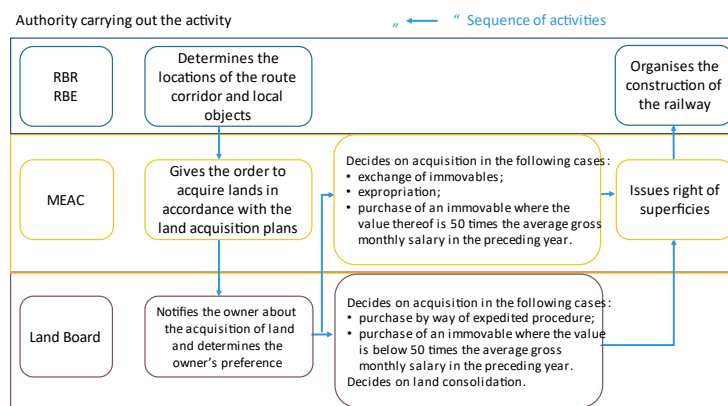 Authority carrying out the activity
„ “ Sequence of activities
RBR
RBE
Determines the
locations of the route
corridor and local
objects
Organises the
construction of
the railway
MEAC
Gives the order to
acquire lands in
accordance with the
land acquisition plans
Decides on acquisition in the following cases:
• exchange of immovables;
• expropriation;
• purchase of an immovable where the
value thereof is 50 times the average gross
monthly salary in the preceding year.
Issues right of
superficies
Land Board
Notifies the owner about
the acquisition of land
and determines the
owner’s preference
Decides on acquisition in the following cases:
• purchase by way of expedited procedure;
• purchase of an immovable where the value
is below 50 times the average gross
monthly salary in the preceding year.
Decides on land consolidation.